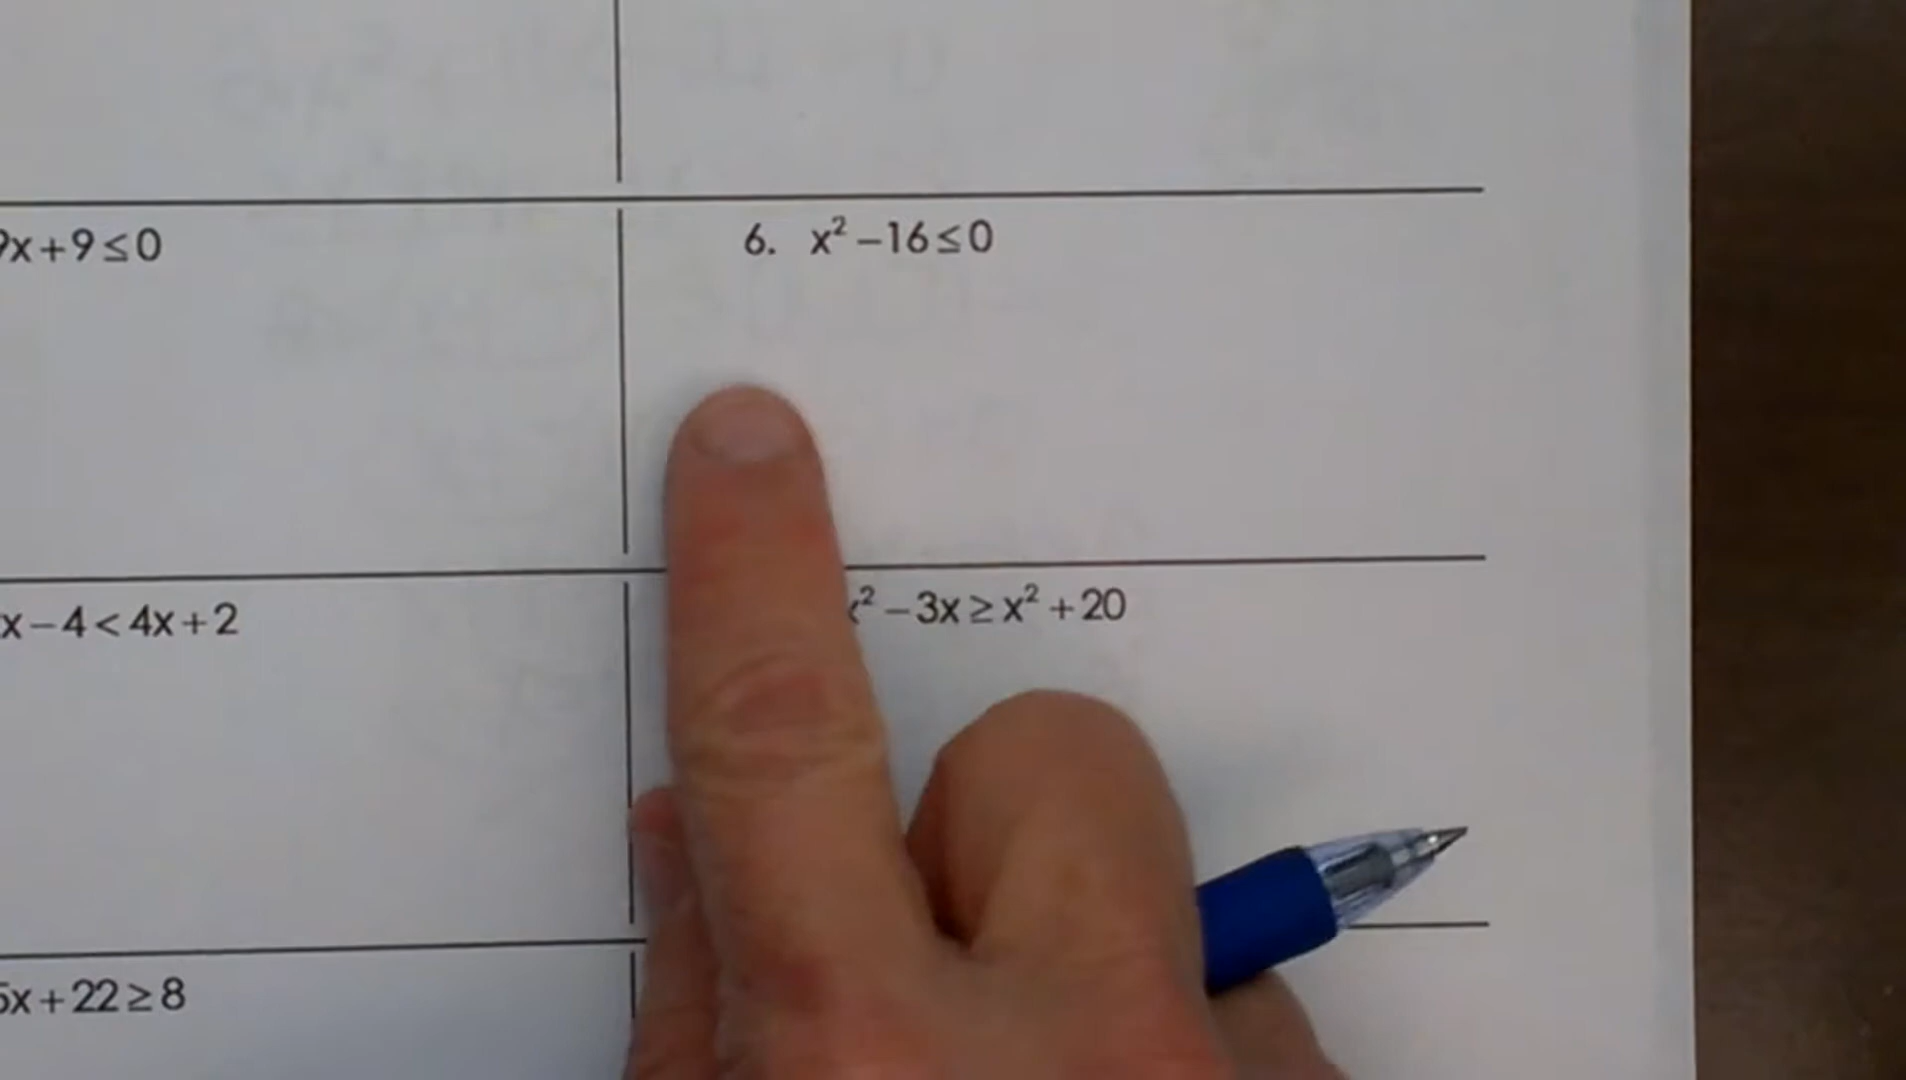 x+9≤0
6. x²–16≤0
x–4<4x+2
²–3x≥x²+20
x+22≥8